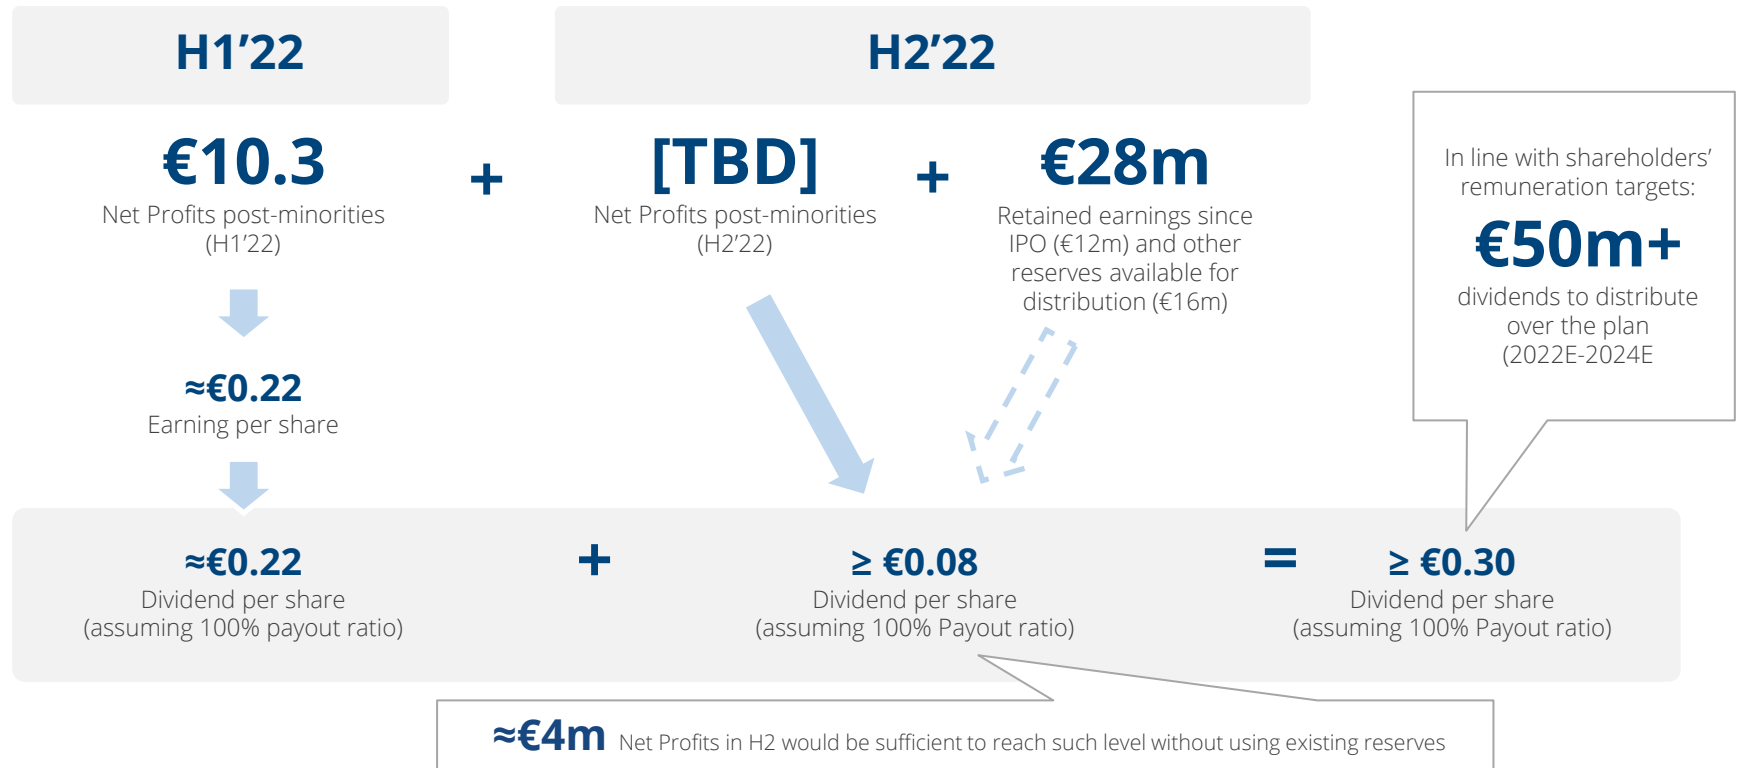 H1’22
H2’22
€10.3
Net Profits post-minorities
(H1’22)
+
[TBD]
Net Profits post-minorities
(H2’22)
+
€28m
Retained earnings since
IPO (€12m) and other
reserves available for
distribution (€16m)
In line with shareholders’
remuneration targets:
€50m+
dividends to distribute
over the plan
(2022E-2024E
≈€0.22
Earning per share
≈€0.22
Dividend per share
(assuming 100% payout ratio)
+
≥ €0.08
Dividend per share
(assuming 100% Payout ratio)
=
≥ €0.30
Dividend per share
(assuming 100% Payout ratio)
≈€4m Net Profits in H2 would be sufficient to reach such level without using existing reserves